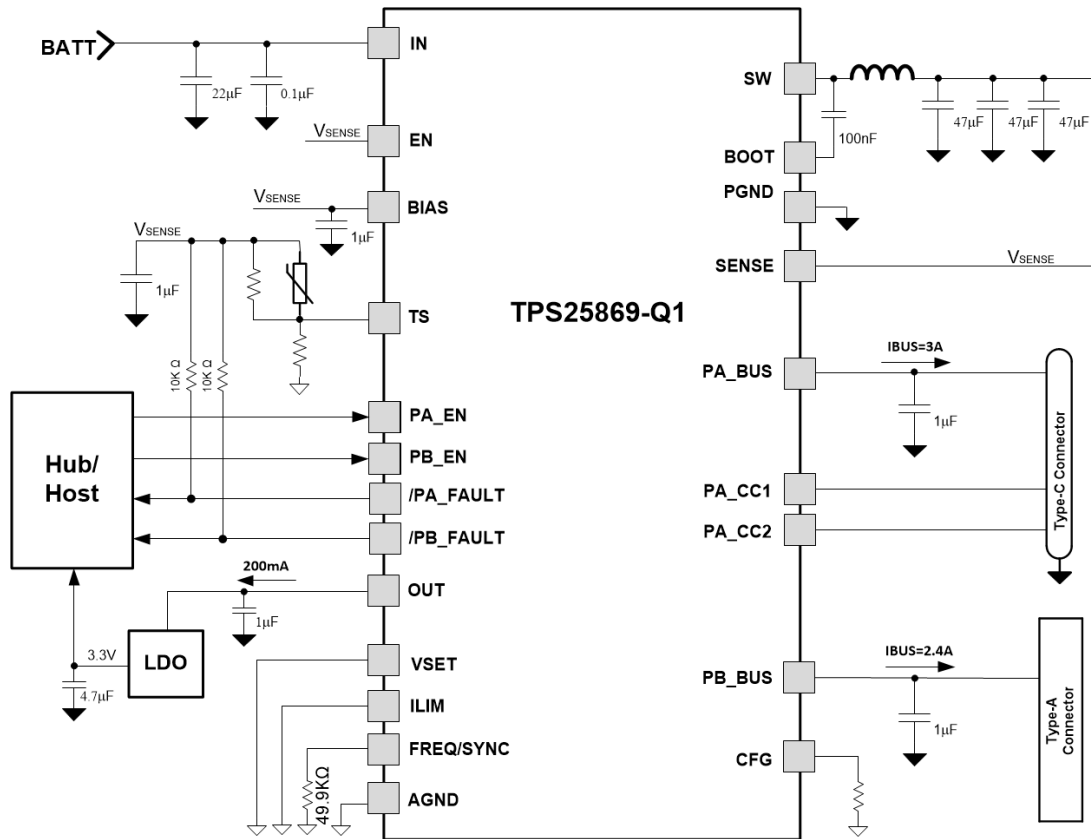 BATT
22µF
0.1µF
IN
VSENSE
EN
VSENSE
BIAS
1µF
VSENSE
1µF
TS
10K Ω
10K Ω
Hub/
Host
PA_EN
PB_EN
/PA_FAULT
/PB_FAULT
200mA
OUT
1µF
3.3V
LDO
4.7µF
VSET
ILIM
FREQ/SYNC
49.9KΩ
AGND
TPS25869-Q1
SW
100nF
47µF
47µF
47µF
BOOT
PGND
SENSE
VSENSE
PA_BUS
IBUS=3A
1µF
PA_CC1
PA_CC2
Type-C Connector
PB_BUS
IBUS=2.4A
1µF
Type-A
Connector
CFG